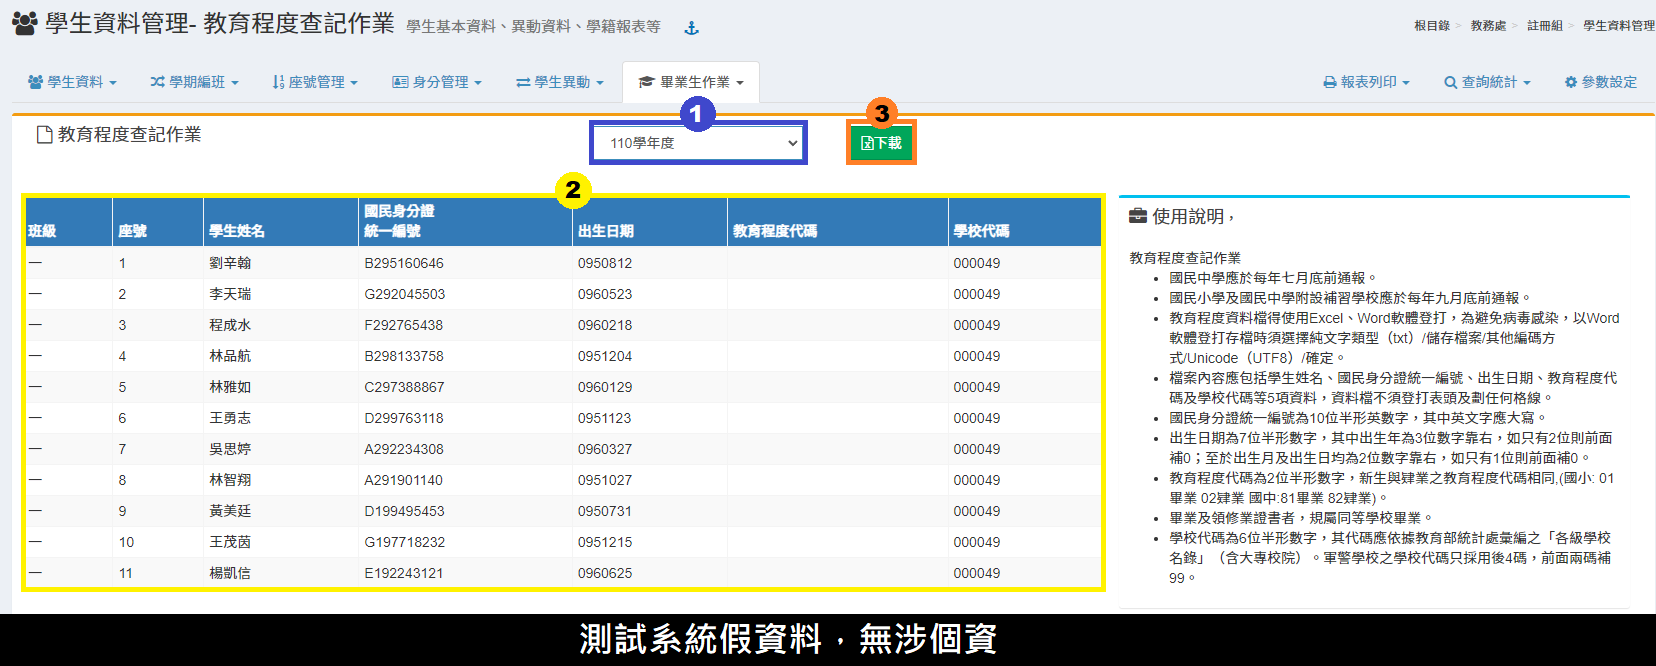 學生資料管理- 教育程度查記作業 學生基本資料、異動資料、學籍報表等
根目錄 > 教務處 > 註冊組 > 學生資料管理
學生資料 學期編班 座號管理 身分管理 學生異動 畢業生作業 報表列印 查詢統計 參數設定
1
3
教育程度查記作業
110學年度
下載
2
班級 座號 學生姓名 國民身分證
統一編號 出生日期 教育程度代碼 學校代碼
一 1 劉辛翰 B295160646 0950812 000049
一 2 李天瑞 G292045503 0960523 000049
一 3 程成水 F292765438 0960218 000049
一 4 林品航 B298133758 0951204 000049
一 5 林雅如 C297388867 0960129 000049
一 6 王勇志 D299763118 0951123 000049
一 7 吳思婷 A292234308 0960327 000049
一 8 林智翔 A291901140 0951027 000049
一 9 黃美廷 D199495453 0950731 000049
一 10 王茂茵 G197718232 0951215 000049
一 11 楊凱信 E192243121 0960625 000049
使用說明，
教育程度查記作業
• 國民中學應於每年七月底前通報。
• 國民小學及國民中學附設補習學校應於每年九月底前通報。
• 教育程度資料檔得使用Excel、Word軟體登打，為避免病毒感染，以Word
軟體登打存檔時須選擇純文字類型（txt）/儲存檔案/其他編碼方
式/Unicode（UTF8）/確定。
• 檔案內容應包括學生姓名、國民身分證統一編號、出生日期、教育程度代
碼及學校代碼等5項資料，資料檔不須登打表頭及劃任何格線。
• 國民身分證統一編號為10位半形英數字，其中英文字應大寫。
• 出生日期為7位半形數字，其中出生年為3位數字靠右，如只有2位則前面
補0；至於出生月及出生日均為2位數字靠右，如只有1位則前面補0。
• 教育程度代碼為2位半形數字，新生與肄業之教育程度代碼相同,(國小: 01
畢業 02肄業 國中:81畢業 82肄業)。
• 畢業及領修業證書者，規屬同等學校畢業。
• 學校代碼為6位半形數字，其代碼應依據教育部統計處彙編之「各級學校
名錄」（含大專校院）。軍警學校之學校代碼只採用後4碼，前面兩碼補
99。
測試系統假資料，無涉個資